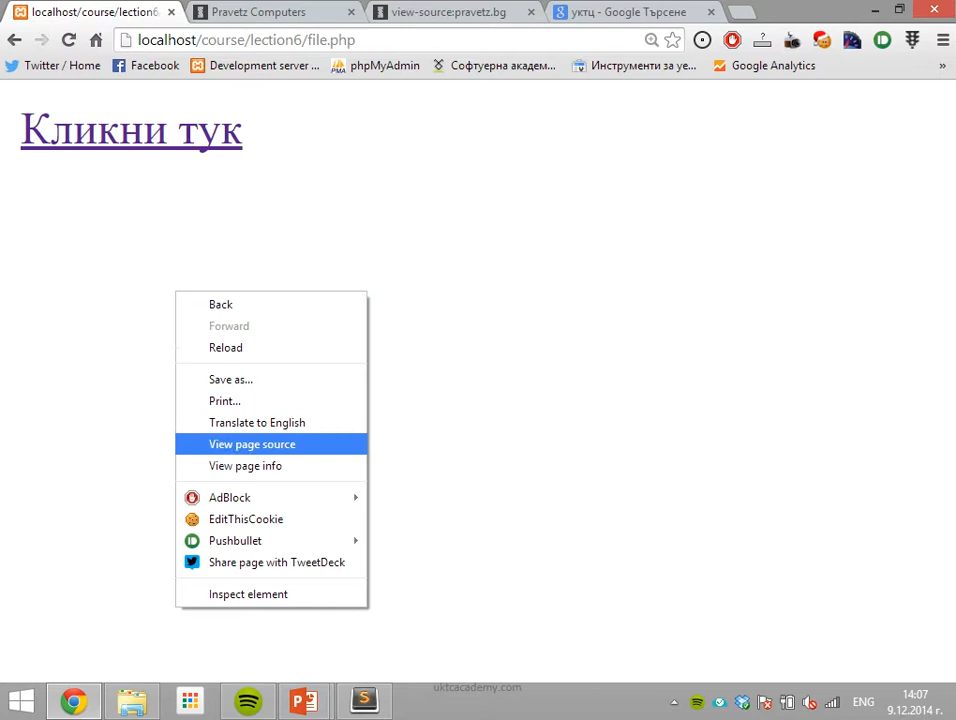 localhost/course/lection6 Pravetz Computers view-source:pravetz.bg уктц - Google Търсене
localhost/course/lection6/file.php
Twitter / Home Facebook Development server ... phpMyAdmin Софтуерна академ... Инструменти за уе... Google Analytics »
Кликни тук
Back
Forward
Reload
Save as...
Print...
Translate to English
View page source
View page info
AdBlock
EditThisCookie
Pushbullet
Share page with TweetDeck
Inspect element
uktcacademy.com
ENG
14:07
9.12.2014 г.